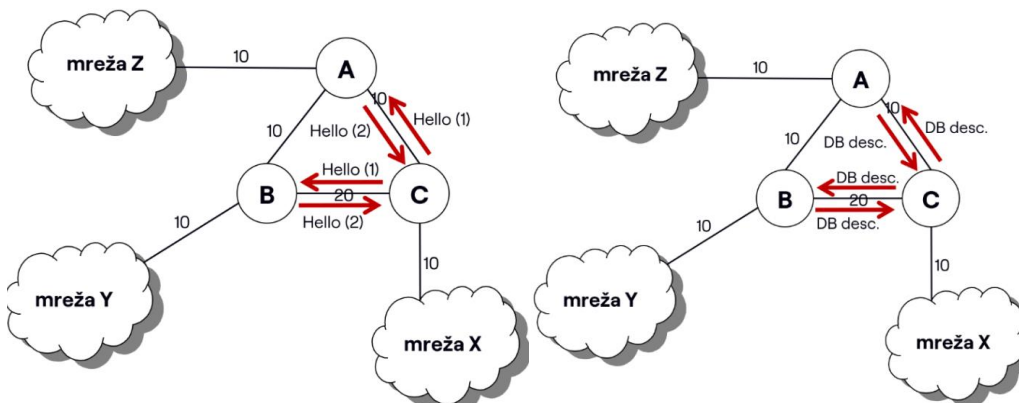 mreža Z
10
A
10
10
Hello (2)
Hello (1)
Hello (1)
B
20
C
Hello (2)
10
10
mreža Y
mreža X
mreža Z
10
A
10
10
DB desc.
DB desc.
DB desc.
B
20
C
DB desc.
10
10
mreža Y
mreža X